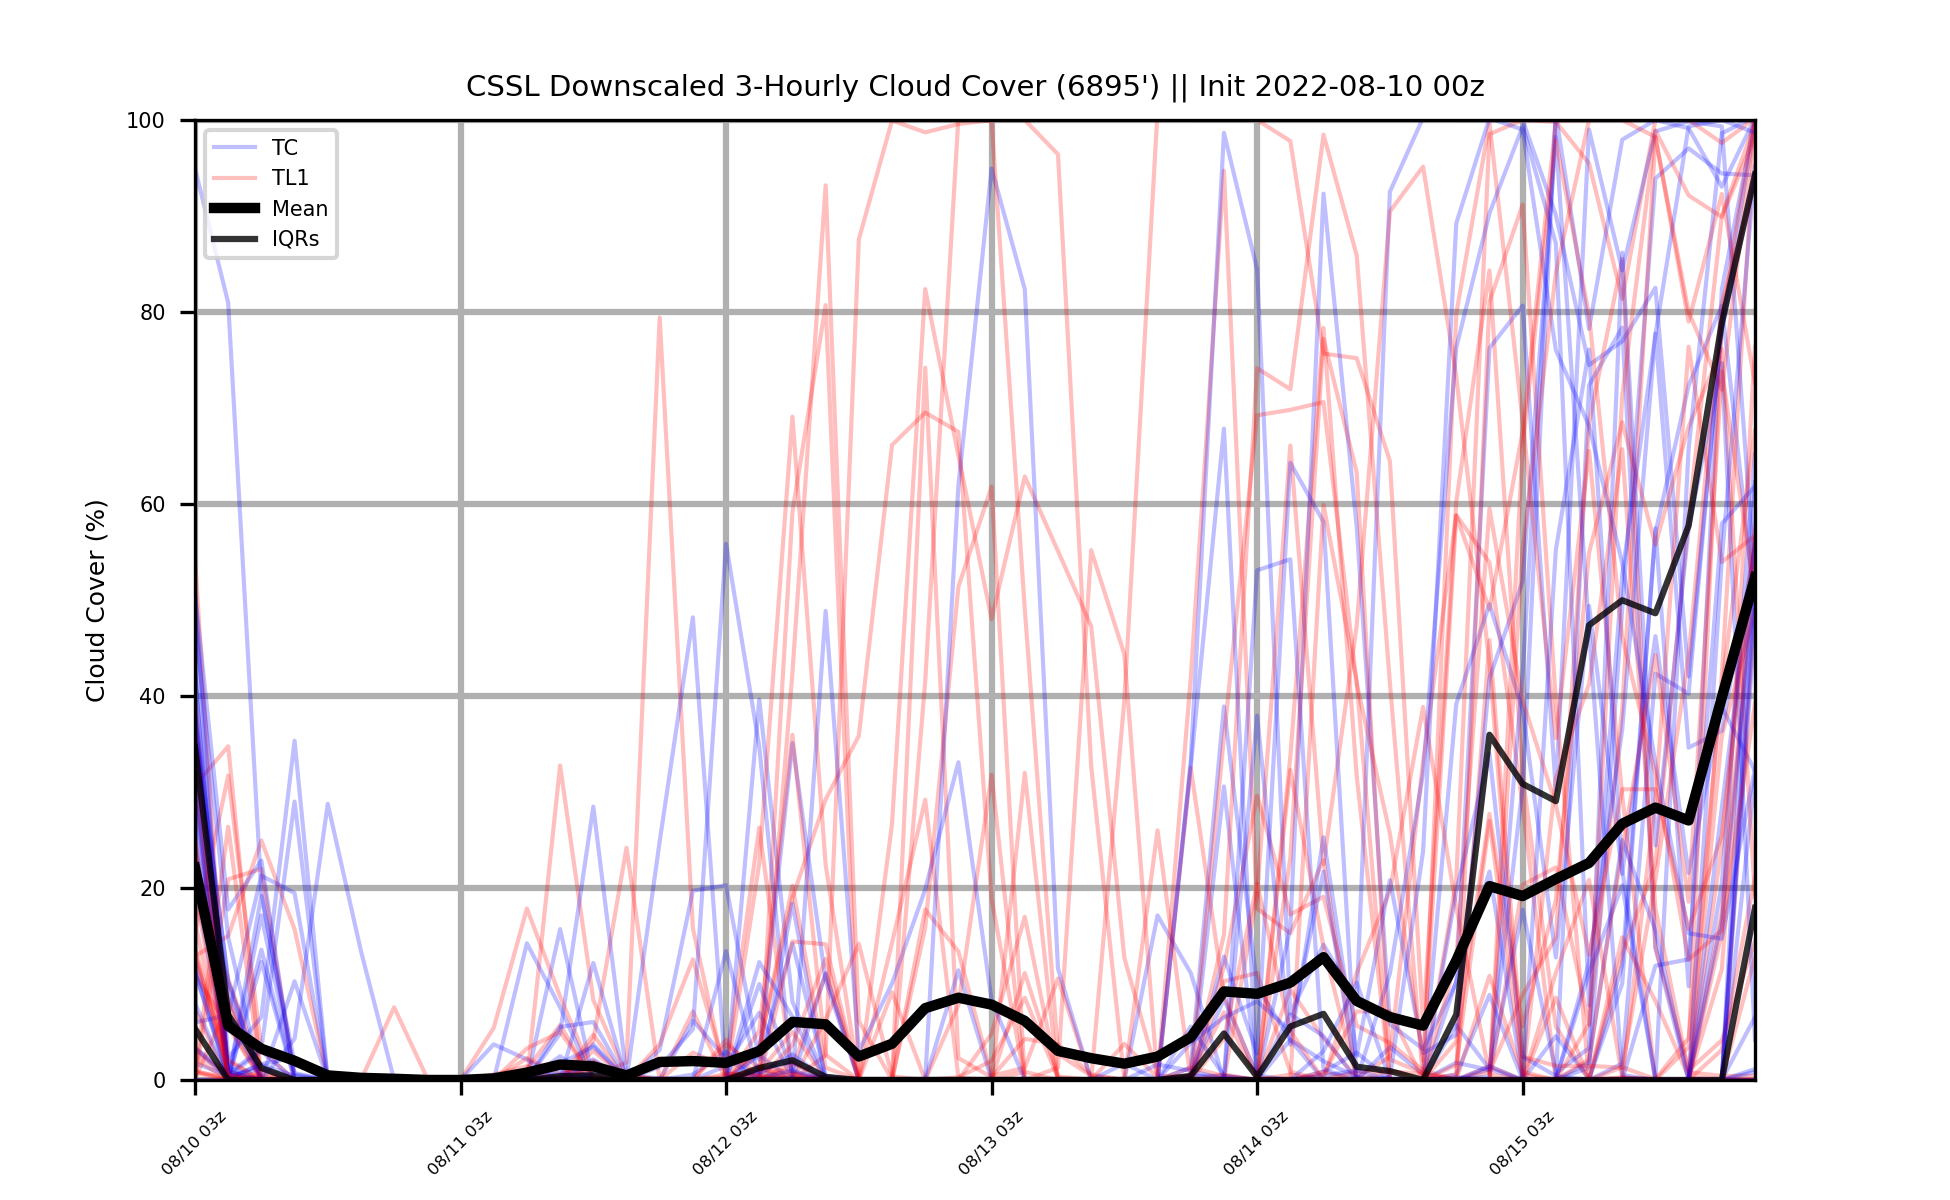 CSSL Downscaled 3-Hourly Cloud Cover (6895') || Init 2022-08-10 00z
Cloud Cover (%)
100
80
60
40
20
0
TC
TL1
Mean
IQRs
08/10 03z
08/11 03z
08/12 03z
08/13 03z
08/14 03z
08/15 03z